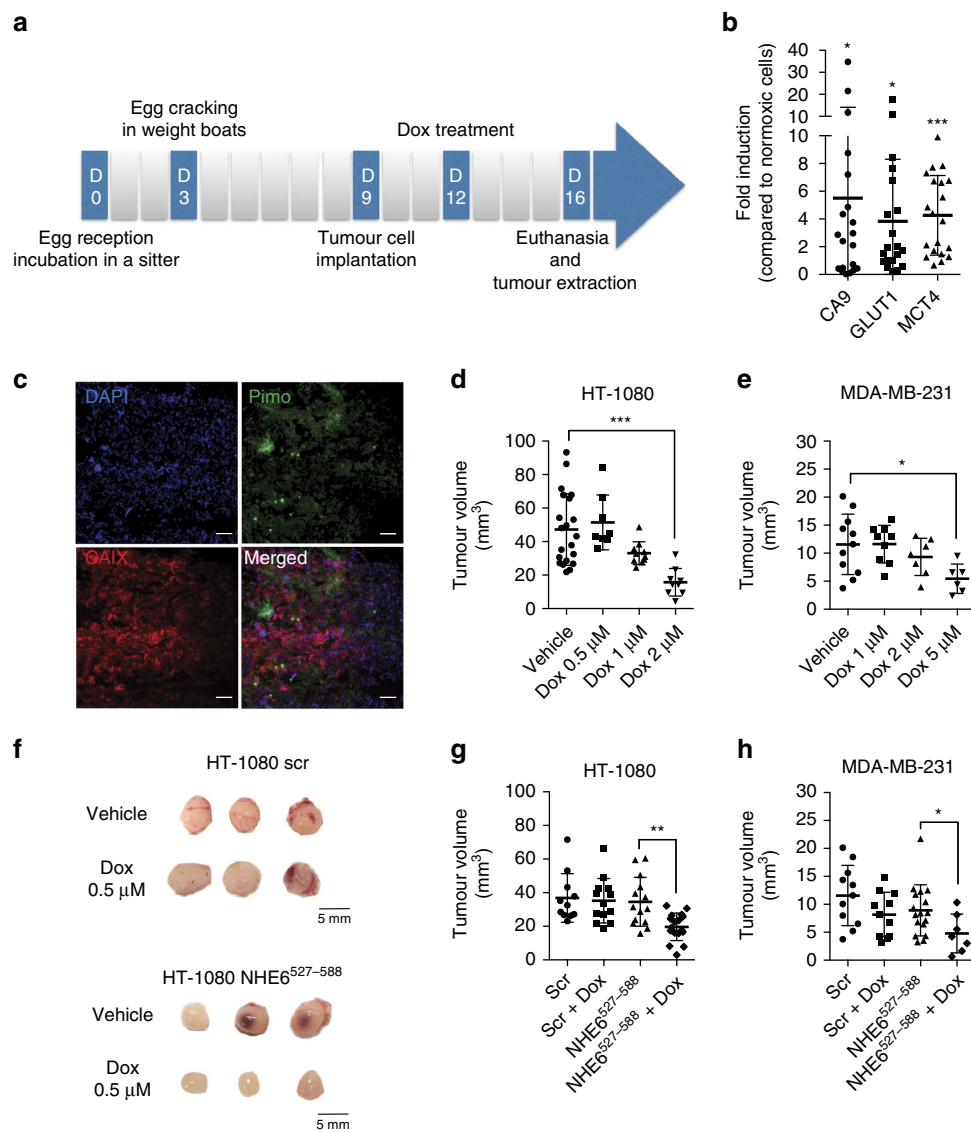 a
Egg cracking
in weight boats
Dox treatment
D
0
D
3
D
9
D
12
D
16
Egg reception
incubation in a sitter
Tumour cell
implantation
Euthanasia
and
tumour extraction
b
Fold induction
(compared to normoxic cells)
40
30
20
10
10
8
6
4
2
0
*
*
***
CA9
GLUT1
MCT4
c
DAPI
Pimo
CAIX
Merged
d
HT-1080
***
Tumour volume
(mm³)
100
80
60
40
20
0
Vehicle
Dox 0.5 µM
Dox 1 µM
Dox 2 µM
e
MDA-MB-231
*
Tumour volume
(mm³)
30
25
20
15
10
5
0
Vehicle
Dox 1 µM
Dox 2 µM
Dox 5 µM
f
HT-1080 scr
Vehicle
Dox
0.5 µM
5 mm
HT-1080 NHE6⁵²⁷⁻⁵⁸⁸
Vehicle
Dox
0.5 µM
5 mm
g
HT-1080
**
Tumour volume
(mm³)
100
80
60
40
20
0
Scr
Scr + Dox
NHE6⁵²⁷⁻⁵⁸⁸
NHE6⁵²⁷⁻⁵⁸⁸ + Dox
h
MDA-MB-231
*
Tumour volume
(mm³)
30
25
20
15
10
5
0
Scr
Scr + Dox
NHE6⁵²⁷⁻⁵⁸⁸
NHE6⁵²⁷⁻⁵⁸⁸ + Dox